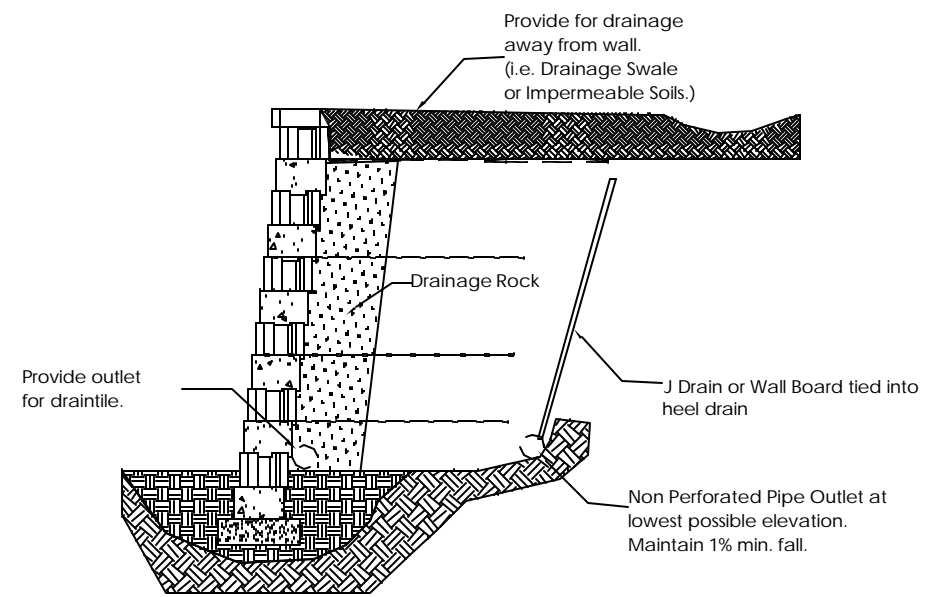 Provide for drainage
away from wall.
(i.e. Drainage Swale
or Impermeable Soils.)
Drainage Rock
Provide outlet
for draintile.
J Drain or Wall Board tied into
heel drain
Non Perforated Pipe Outlet at
lowest possible elevation.
Maintain 1% min. fall.